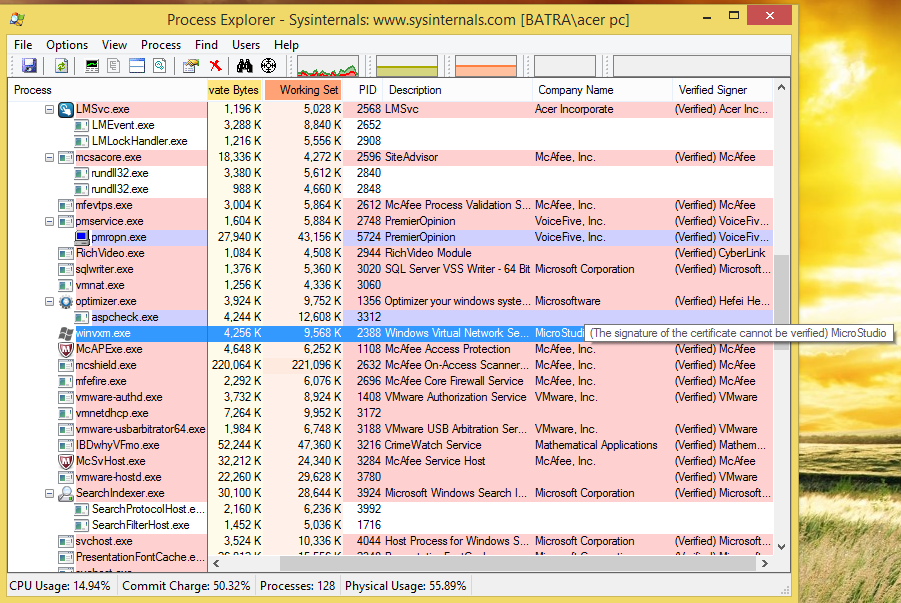 Process Explorer - Sysinternals: www.sysinternals.com [BATRA\acer pc]
File Options View Process Find Users Help
Process vate Bytes Working Set PID Description Company Name Verified Signer
LMSvc.exe 1,196 K 5,028 K 2568 LMSvc Acer Incorporate (Verified) Acer Inc...
LMEvent.exe 3,288 K 8,840 K 2652
LMLockHandler.exe 1,216 K 5,556 K 2908
mcsacore.exe 18,336 K 4,272 K 2596 SiteAdvisor McAfee, Inc. (Verified) McAfee
rundll32.exe 3,380 K 5,612 K 2840
rundll32.exe 988 K 4,660 K 2848
mfevtps.exe 3,004 K 5,864 K 2612 McAfee Process Validation S... McAfee, Inc. (Verified) McAfee
pmservice.exe 1,604 K 5,884 K 2748 PremierOpinion VoiceFive, Inc. (Verified) VoiceFiv...
pmropn.exe 27,940 K 43,156 K 5724 PremierOpinion VoiceFive, Inc. (Verified) VoiceFiv...
RichVideo.exe 1,084 K 4,508 K 2944 RichVideo Module (Verified) CyberLink
sqlwriter.exe 1,376 K 5,360 K 3020 SQL Server VSS Writer - 64 Bit Microsoft Corporation (Verified) Microsoft...
vmnat.exe 1,256 K 4,336 K 3060
optimizer.exe 3,924 K 9,752 K 1356 Optimizer your windows syste... Microsoftware (Verified) Hefei He...
aspcheck.exe 4,244 K 12,608 K 3312
winvxm.exe 4,256 K 9,568 K 2388 Windows Virtual Network Se... MicroStudi (The signature of the certificate cannot be verified) MicroStudio
McAPExe.exe 4,648 K 6,252 K 1108 McAfee Access Protection McAfee, Inc. (Verified) McAfee
mcshield.exe 220,064 K 221,096 K 2632 McAfee On-Access Scanner... McAfee, Inc. (Verified) McAfee
mfefire.exe 2,292 K 6,076 K 2696 McAfee Core Firewall Service McAfee, Inc. (Verified) McAfee
vmware-authd.exe 3,732 K 8,924 K 1408 VMware Authorization Service VMware, Inc. (Verified) VMware
vmnetdhcp.exe 7,264 K 9,952 K 3172
vmware-usbarbitrator64.exe 1,984 K 6,748 K 3188 VMware USB Arbitration Ser... VMware, Inc. (Verified) VMware
IBDwhyVFmo.exe 52,244 K 47,360 K 3216 CrimeWatch Service Mathematical Applications (Verified) Mathem...
McSvHost.exe 32,212 K 24,340 K 3284 McAfee Service Host McAfee, Inc. (Verified) McAfee
vmware-hostd.exe 22,260 K 29,628 K 3780 (Verified) VMware
SearchIndexer.exe 30,100 K 28,644 K 3924 Microsoft Windows Search I... Microsoft Corporation (Verified) Microsoft...
SearchProtocolHost.e... 2,160 K 6,236 K 3992
SearchFilterHost.exe 1,452 K 5,036 K 1716
svchost.exe 3,524 K 10,336 K 4044 Host Process for Windows S... Microsoft Corporation (Verified) Microsoft...
PresentationFontCache.e...
CPU Usage: 14.94% Commit Charge: 50.32% Processes: 128 Physical Usage: 55.89%